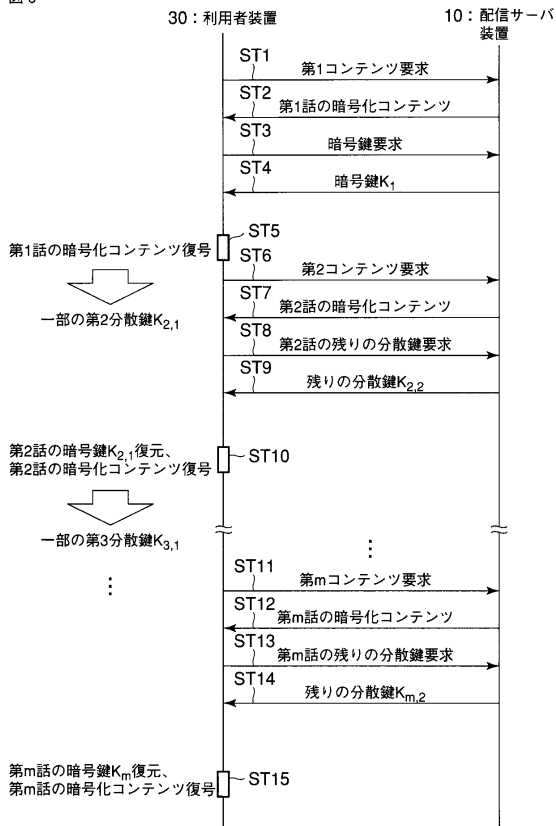 30：利用者装置
10：配信サーバ
装置
ST1
第1コンテンツ要求
ST2
第1話の暗号化コンテンツ
ST3
暗号鍵要求
ST4
暗号鍵K1
ST5
第1話の暗号化コンテンツ復号
ST6
第2コンテンツ要求
ST7
第2話の暗号化コンテンツ
一部の第2分散鍵K2,1
ST8
第2話の残りの分散鍵要求
ST9
残りの分散鍵K2,2
第2話の暗号鍵K2,1復元、
第2話の暗号化コンテンツ復号
ST10
一部の第3分散鍵K3,1
⋮
⋮
ST11
第mコンテンツ要求
ST12
第m話の暗号化コンテンツ
ST13
第m話の残りの分散鍵要求
ST14
残りの分散鍵Km,2
第m話の暗号鍵Km復元、
第m話の暗号化コンテンツ復号
ST15